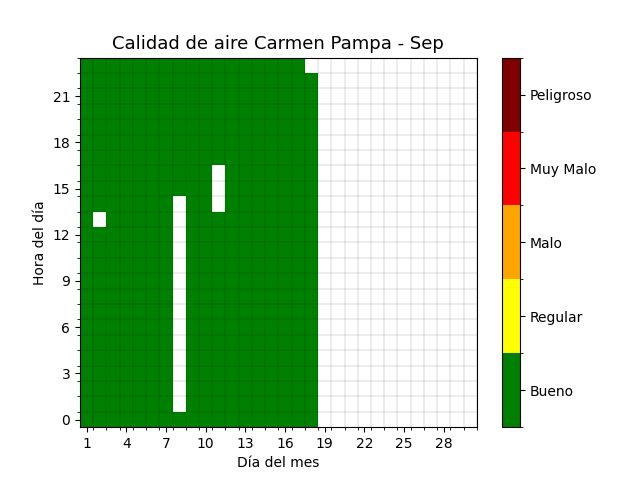 Calidad de aire Carmen Pampa - Sep
21
18
15
12
9
6
3
0
Hora del día
1 4 7 10 13 16 19 22 25 28
Día del mes
Peligroso
Muy Malo
Malo
Regular
Bueno